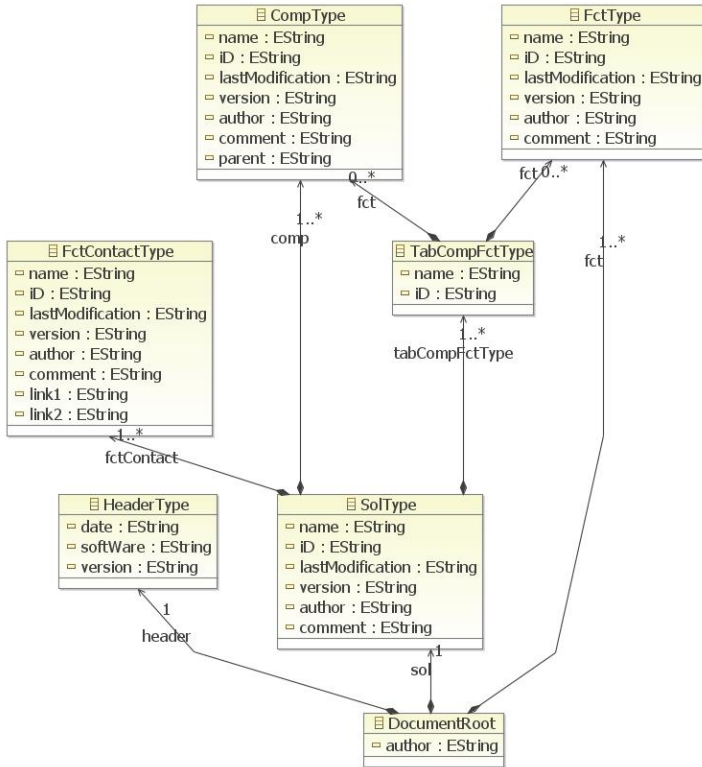 CompType
name : EString
iD : EString
lastModification : EString
version : EString
author : EString
comment : EString
parent : EString
FctType
name : EString
iD : EString
lastModification : EString
version : EString
author : EString
comment : EString
0..*
fct
fct
0..*
1..*
comp
1..*
fct
FctContactType
name : EString
iD : EString
lastModification : EString
version : EString
author : EString
comment : EString
link1 : EString
link2 : EString
TabCompFctType
name : EString
iD : EString
1..*
tabCompFctType
1..*
fctContact
HeaderType
date : EString
softWare : EString
version : EString
SolType
name : EString
iD : EString
lastModification : EString
version : EString
author : EString
comment : EString
1
header
1
sol
DocumentRoot
author : EString